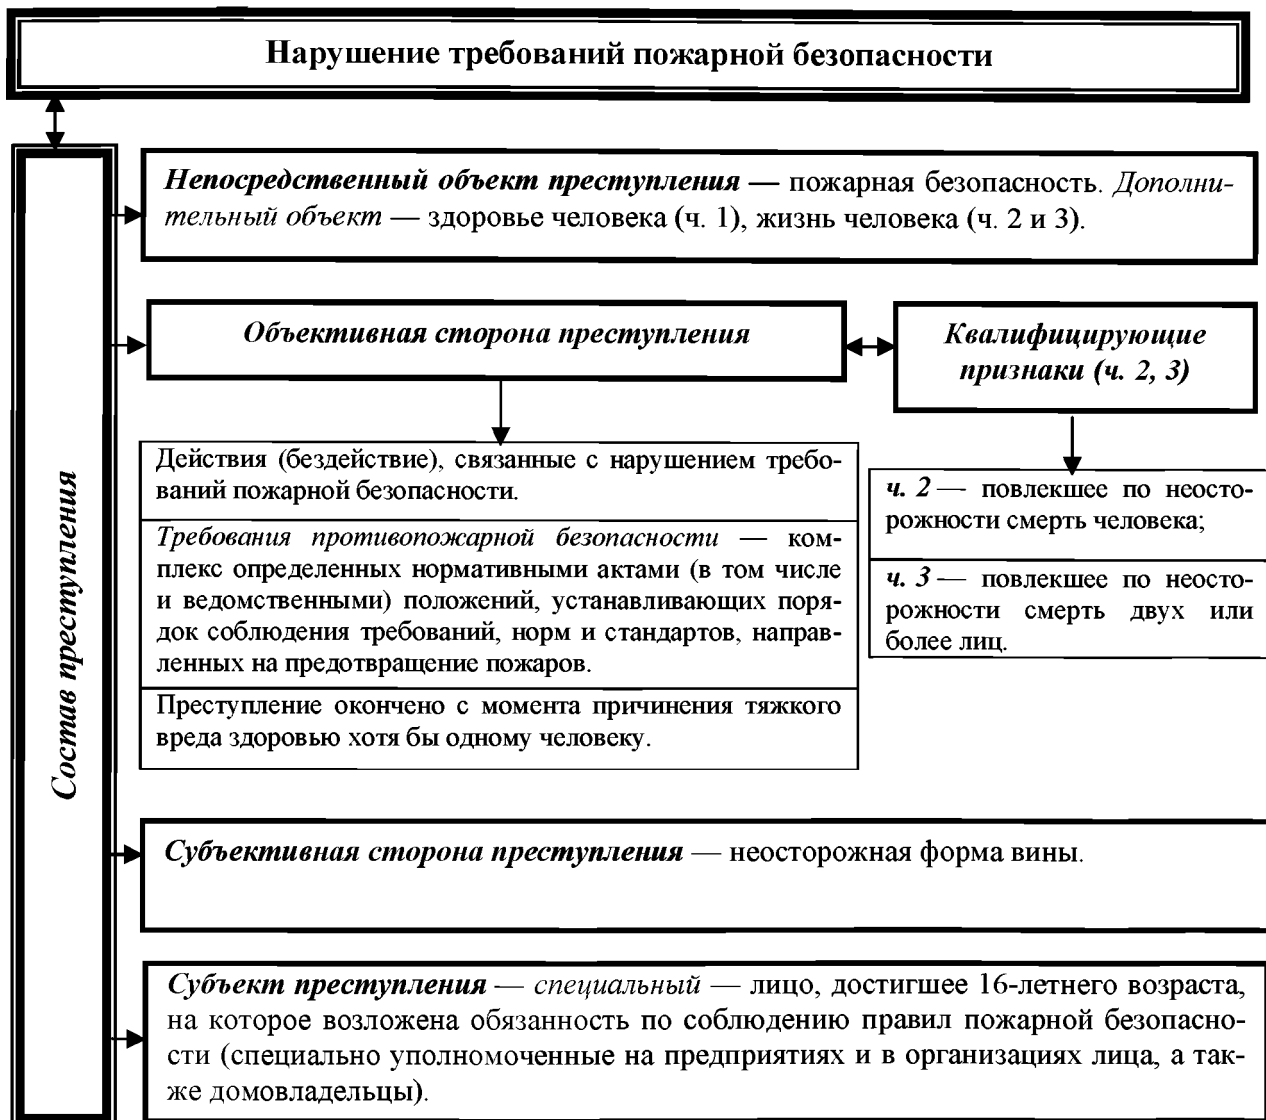 Нарушение требований пожарной безопасности
Состав преступления
Непосредственный объект преступления — пожарная безопасность. Дополни-
тельный объект — здоровье человека (ч. 1), жизнь человека (ч. 2 и 3).
Объективная сторона преступления
Квалифицирующие
признаки (ч. 2, 3)
Действия (бездействие), связанные с нарушением требо-
ваний пожарной безопасности.
Требования противопожарной безопасности — ком-
плекс определенных нормативными актами (в том числе
и ведомственными) положений, устанавливающих поря-
док соблюдения требований, норм и стандартов, направ-
ленных на предотвращение пожаров.
Преступление окончено с момента причинения тяжкого
вреда здоровью хотя бы одному человеку.
ч. 2 — повлекшее по неосто-
рожности смерть человека;
ч. 3 — повлекшее по неосто-
рожности смерть двух или
более лиц.
Субъективная сторона преступления — неосторожная форма вины.
Субъект преступления — специальный — лицо, достигшее 16-летнего возраста,
на которое возложена обязанность по соблюдению правил пожарной безопасно-
сти (специально уполномоченные на предприятиях и в организациях лица, а так-
же домовладельцы).